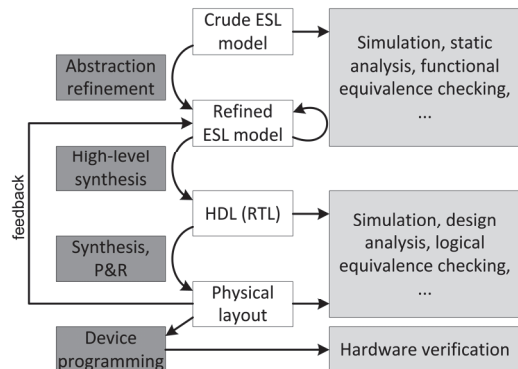 Crude ESL
model
Simulation, static
analysis, functional
equivalence checking,
...
Abstraction
refinement
Refined
ESL model
High-level
synthesis
feedback
HDL (RTL)
Simulation, design
analysis, logical
equivalence checking,
...
Synthesis,
P&R
Physical
layout
Device
programming
Hardware verification